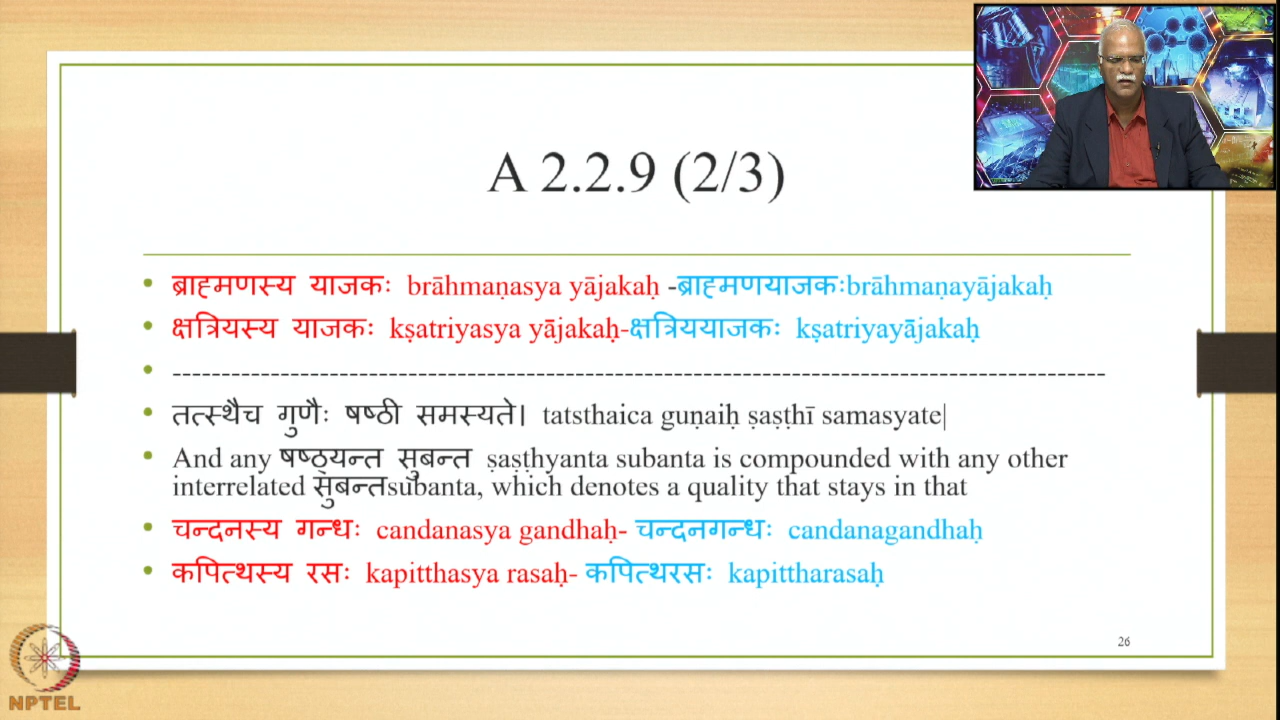 A 2.2.9 (2/3)
• ब्राह्मणस्य याजकः brāhmaṇasya yājakaḥ -ब्राह्मणयाजकःbrāhmaṇayājakaḥ
• क्षत्रियस्य याजकः kṣatriyasya yājakaḥ-क्षत्रिययाजकः kṣatriyayājakaḥ
• --------------------------------------------------------------------------------------------
• तत्स्थैच गुणैः षष्ठी समस्यते। tatsthaica guṇaiḥ ṣaṣṭhī samasyate|
• And any षष्ठ्यन्त सुबन्त ṣaṣṭhyanta subanta is compounded with any other
interrelated सुबन्तsubanta, which denotes a quality that stays in that
• चन्दनस्य गन्धः candanasya gandhaḥ- चन्दनगन्धः candanagandhaḥ
• कपित्थस्य रसः kapitthasya rasaḥ- कपित्थरसः kapittharasaḥ
26
NPTEL